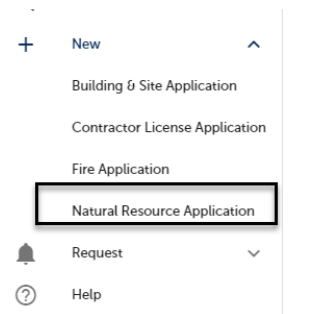 New
Building & Site Application
Contractor License Application
Fire Application
Natural Resource Application
Request
Help